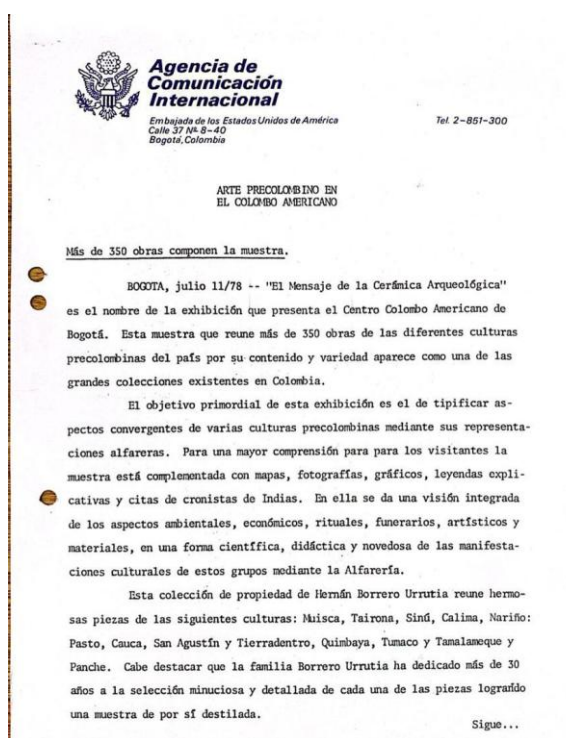 Agencia de
Comunicación
Internacional
Embajada de los Estados Unidos de América
Calle 37 Nº 8-40
Bogotá, Colombia
Tel. 2-851-300
ARTE PRECOLOMBINO EN
EL COLOMBO AMERICANO
Más de 350 obras componen la muestra.
BOGOTA, julio 11/78 -- "El Mensaje de la Cerámica Arqueológica"
es el nombre de la exhibición que presenta el Centro Colombo Americano de
Bogotá. Esta muestra que reune más de 350 obras de las diferentes culturas
precolombinas del país por su contenido y variedad aparece como una de las
grandes colecciones existentes en Colombia.
El objetivo primordial de esta exhibición es el de tipificar as-
pectos convergentes de varias culturas precolombinas mediante sus representa-
ciones alfareras. Para una mayor comprensión para para los visitantes la
muestra está complementada con mapas, fotografías, gráficos, leyendas expli-
cativas y citas de cronistas de Indias. En ella se da una visión integrada
de los aspectos ambientales, económicos, rituales, funerarios, artísticos y
materiales, en una forma científica, didáctica y novedosa de las manifesta-
ciones culturales de estos grupos mediante la Alfarería.
Esta colección de propiedad de Hernán Borrero Urrutia reune hermo-
sas piezas de las siguientes culturas: Muisca, Tairona, Sinú, Calima, Nariño:
Pasto, Cauca, San Agustín y Tierradentro, Quimbaya, Tumaco y Tamalameque y
Panche. Cabe destacar que la familia Borrero Urrutia ha dedicado más de 30
años a la selección minuciosa y detallada de cada una de las piezas logrando
una muestra de por sí destilada.
Sigue...